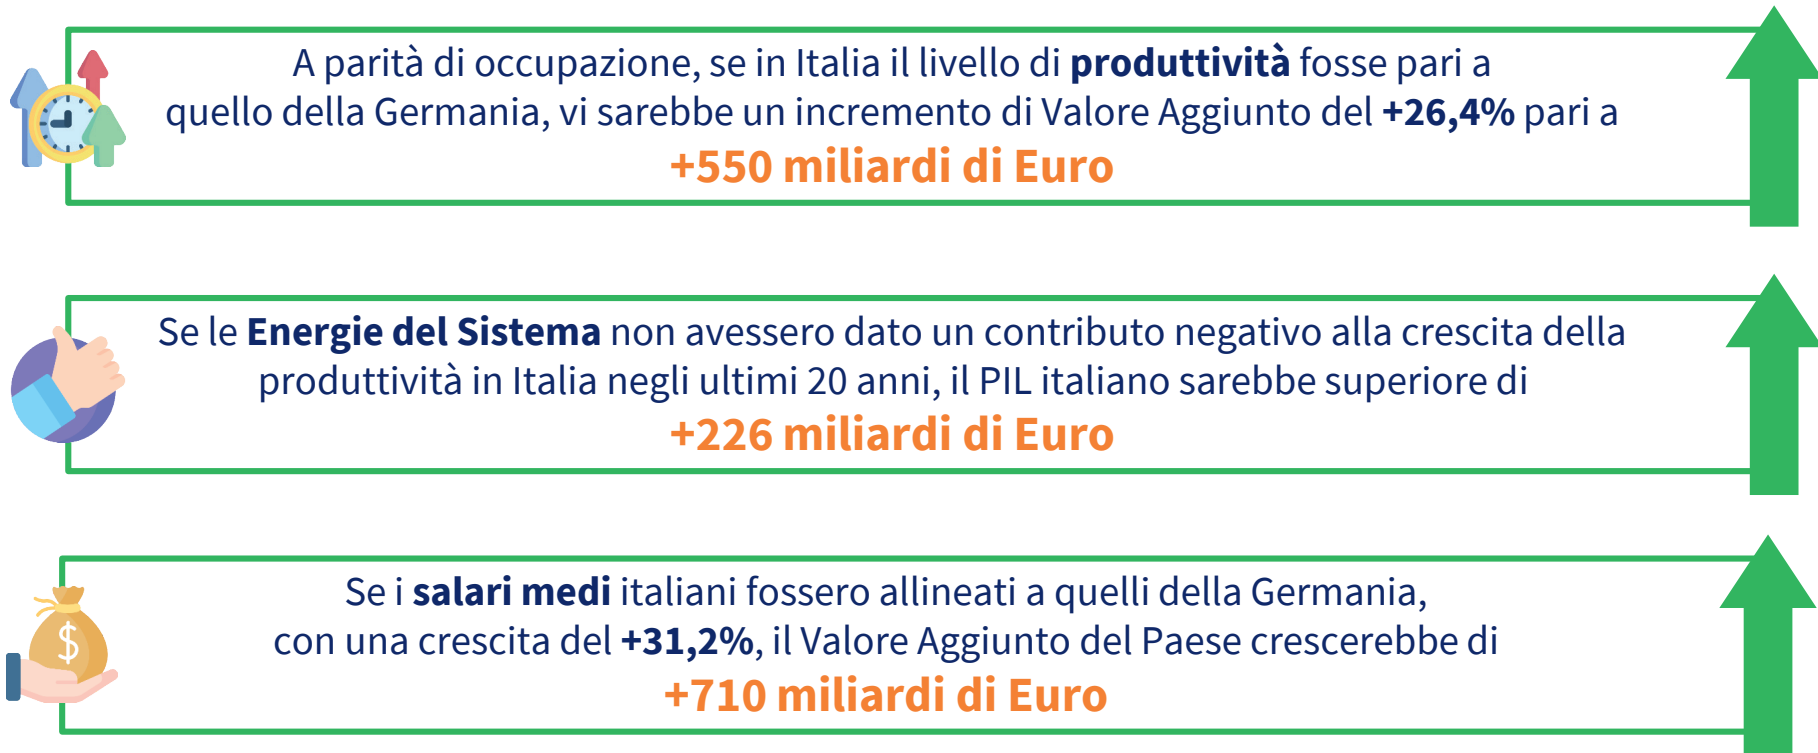 A parità di occupazione, se in Italia il livello di produttività fosse pari a
quello della Germania, vi sarebbe un incremento di Valore Aggiunto del +26,4% pari a
+550 miliardi di Euro
Se le Energie del Sistema non avessero dato un contributo negativo alla crescita della
produttività in Italia negli ultimi 20 anni, il PIL italiano sarebbe superiore di
+226 miliardi di Euro
Se i salari medi italiani fossero allineati a quelli della Germania,
con una crescita del +31,2%, il Valore Aggiunto del Paese crescerebbe di
+710 miliardi di Euro
$